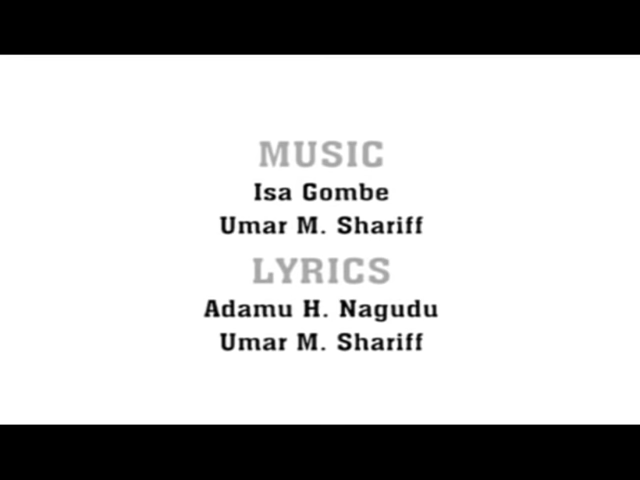 MUSIC
Isa Gombe
Umar M. Shariff
LYRICS
Adamu H. Nagudu
Umar M. Shariff